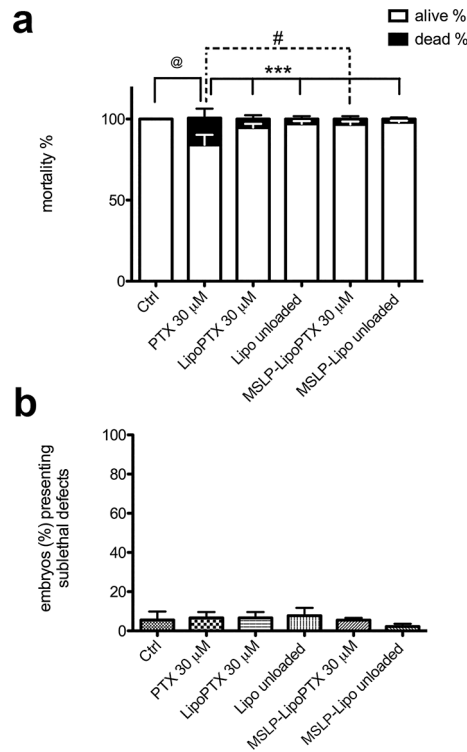 a
alive %
dead %
#
@
***
mortality %
100
50
0
Ctrl
PTX 30 µM
LipoPTX 30 µM
Lipo unloaded
MSLP-LipoPTX 30 µM
MSLP-Lipo unloaded
b
embryos (%) presenting
sublethal defects
100
80
60
40
20
0
Ctrl
PTX 30 µM
LipoPTX 30 µM
Lipo unloaded
MSLP-LipoPTX 30 µM
MSLP-Lipo unloaded